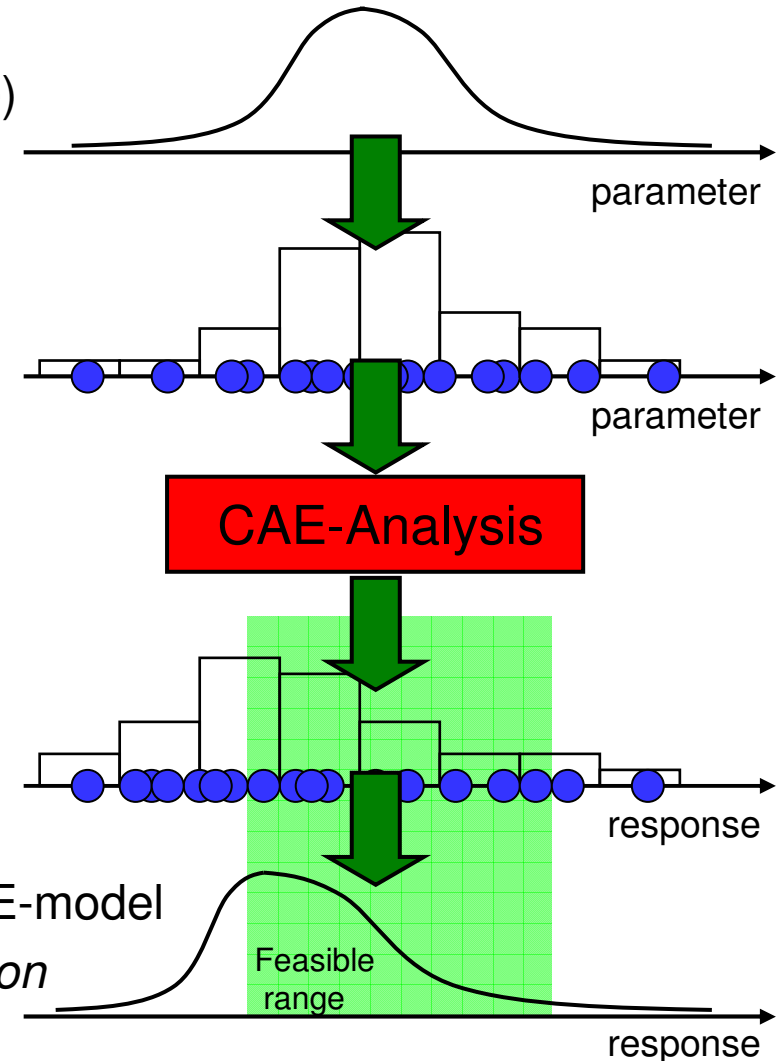 )
parameter
parameter
CAE-Analysis
response
E-model
on
Feasible
range
response